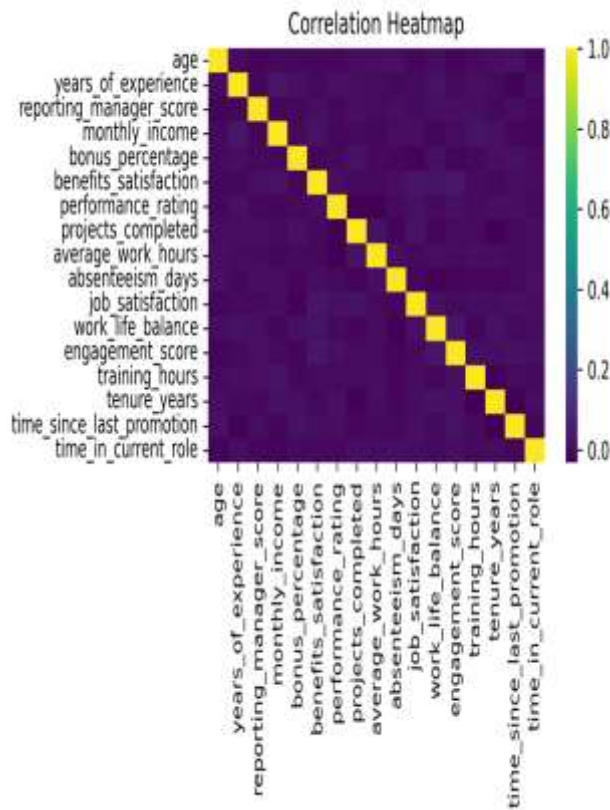 Correlation Heatmap
age
years_of_experience
reporting_manager_score
monthly_income
bonus_percentage
benefits_satisfaction
performance_rating
projects_completed
average_work_hours
absenteeism_days
job_satisfaction
work_life_balance
engagement_score
training_hours
tenure_years
time_since_last_promotion
time_in_current_role
1.0
0.8
0.6
0.4
0.2
0.0
age
years_of_experience
reporting_manager_score
monthly_income
bonus_percentage
benefits_satisfaction
performance_rating
projects_completed
average_work_hours
absenteeism_days
job_satisfaction
work_life_balance
engagement_score
training_hours
tenure_years
time_since_last_promotion
time_in_current_role